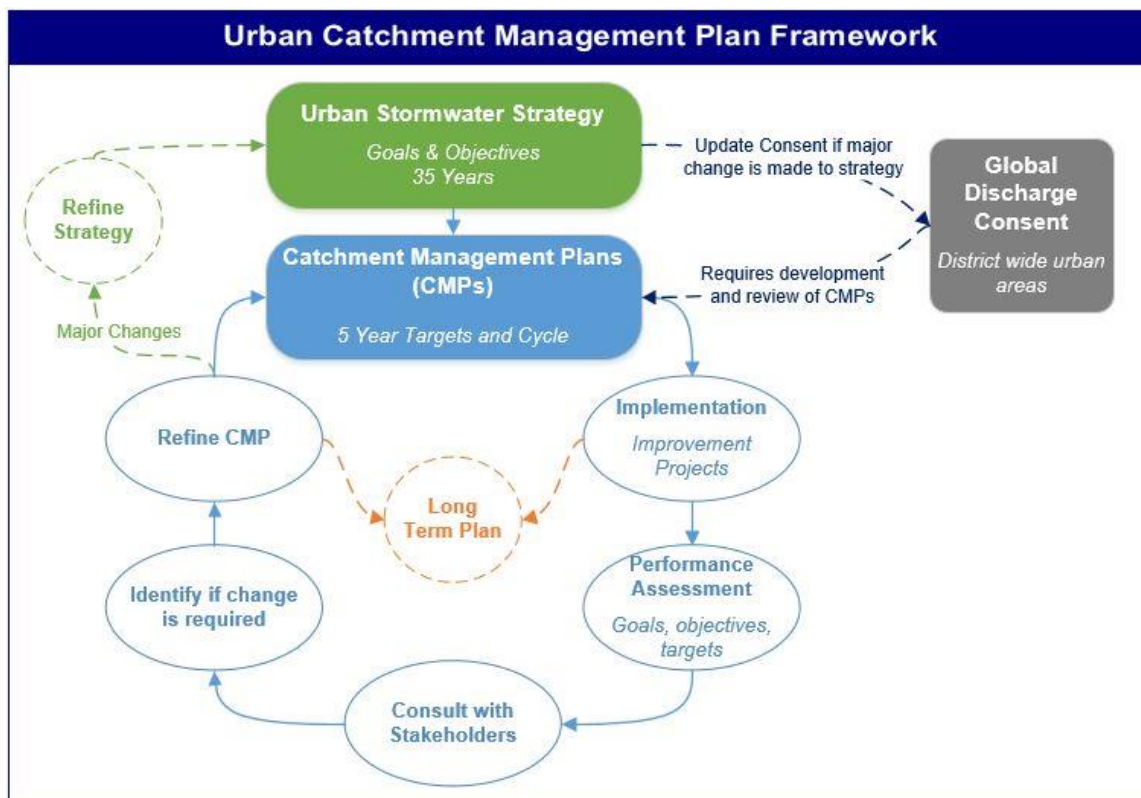 Urban Catchment Management Plan Framework
Urban Stormwater Strategy
Goals & Objectives
35 Years
Update Consent if major
change is made to strategy
Global
Discharge
Consent
District wide urban
areas
Refine
Strategy
Catchment Management Plans
(CMPs)
5 Year Targets and Cycle
Requires development
and review of CMPs
Major Changes
Refine CMP
Implementation
Improvement
Projects
Long
Term Plan
Identify if change
is required
Performance
Assessment
Goals, objectives,
targets
Consult with
Stakeholders